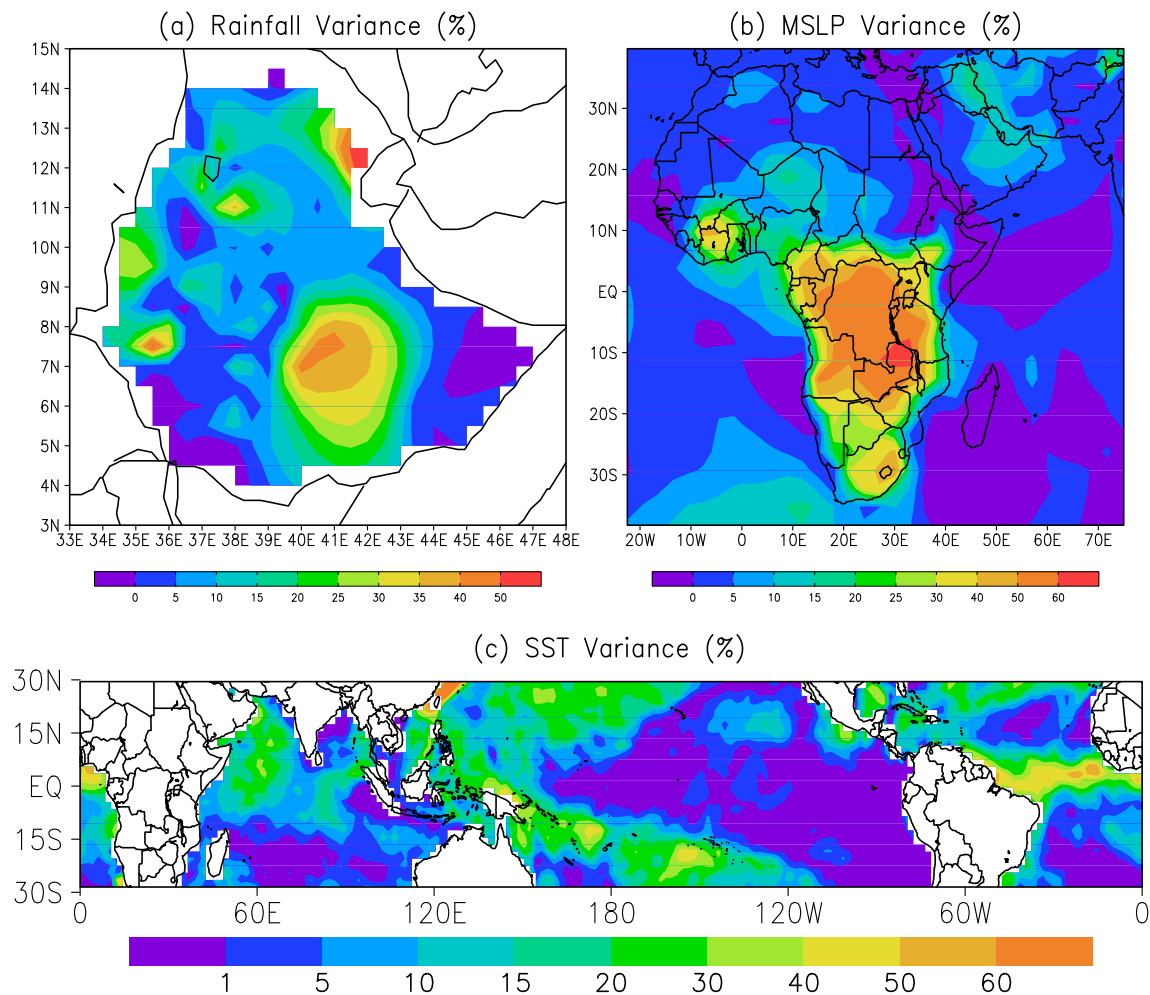 (a) Rainfall Variance (%)
(b) MSLP Variance (%)
15N
14N
13N
12N
11N
10N
9N
8N
7N
6N
5N
4N
3N
33E 34E 35E 36E 37E 38E 39E 40E 41E 42E 43E 44E 45E 46E 47E 48E
0 5 10 15 20 25 30 35 40 50
30N
20N
10N
EQ
10S
20S
30S
20W 10W 0 10E 20E 30E 40E 50E 60E 70E
0 5 10 15 20 25 30 40 50 60
(c) SST Variance (%)
30N
15N
EQ
15S
30S
0 60E 120E 180 120W 60W 0
1 5 10 15 20 30 40 50 60